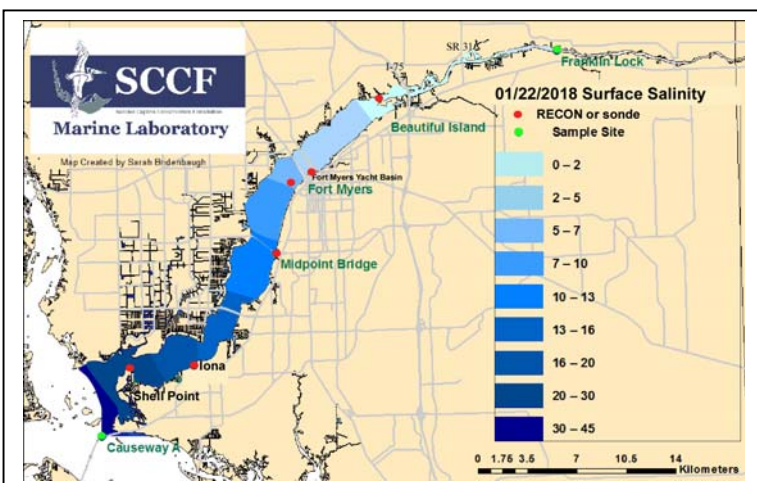 SCCF
Marine Laboratory
Map Created by Sarah Bridenbaugh
I-75
SR 31
Franklin Lock
01/22/2018 Surface Salinity
RECON or sonde
Sample Site
Beautiful Island
Fort Myers Yacht Basin
Fort Myers
Midpoint Bridge
Iona
Shell Point
Causeway A
0 – 2
2 – 5
5 – 7
7 – 10
10 – 13
13 – 16
16 – 20
20 – 30
30 – 45
0 1.75 3.5 7 10.5 14
Kilometers